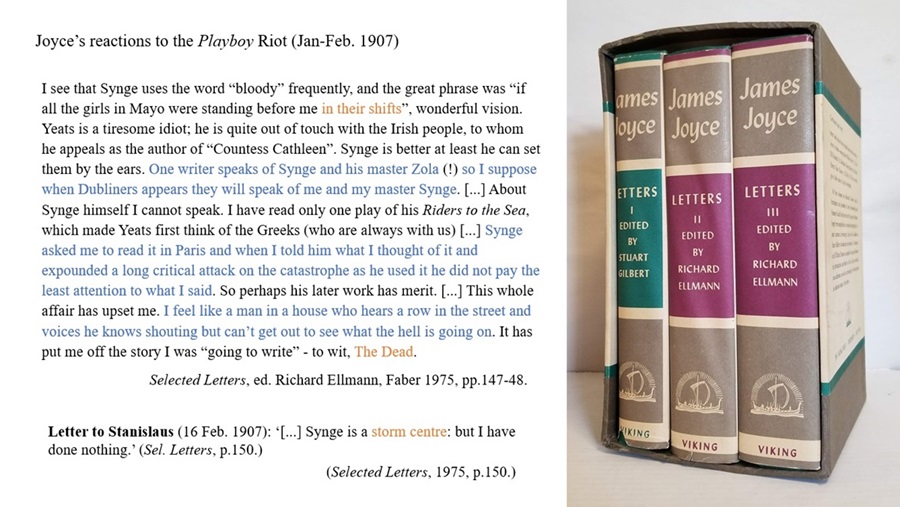 Joyce’s reactions to the Playboy Riot (Jan-Feb. 1907)
I see that Synge uses the word “bloody” frequently, and the great phrase was “if
all the girls in Mayo were standing before me in their shifts”, wonderful vision.
Yeats is a tiresome idiot; he is quite out of touch with the Irish people, to whom
he appeals as the author of “Countess Cathleen”. Synge is better at least he can set
them by the ears. One writer speaks of Synge and his master Zola (!) so I suppose
when Dubliners appears they will speak of me and my master Synge. [...] About
Synge himself I cannot speak. I have read only one play of his Riders to the Sea,
which made Yeats first think of the Greeks (who are always with us) [...] Synge
asked me to read it in Paris and when I told him what I thought of it and
expounded a long critical attack on the catastrophe as he used it he did not pay the
least attention to what I said. So perhaps his later work has merit. [...] This whole
affair has upset me. I feel like a man in a house who hears a row in the street and
voices he knows shouting but can’t get out to see what the hell is going on. It has
put me off the story I was “going to write” - to wit, The Dead.
Selected Letters, ed. Richard Ellmann, Faber 1975, pp.147-48.
Letter to Stanislaus (16 Feb. 1907): ‘[...] Synge is a storm centre: but I have
done nothing.’ (Sel. Letters, p.150.)
(Selected Letters, 1975, p.150.)
ames
oyce
ETTERS
I
EDITED
BY
STUART
GILBERT
VIKING
James
Joyce
LETTERS
II
EDITED
BY
RICHARD
ELLMANN
VIKING
James
Joyce
LETTERS
III
EDITED
BY
RICHARD
ELLMANN
VIKING